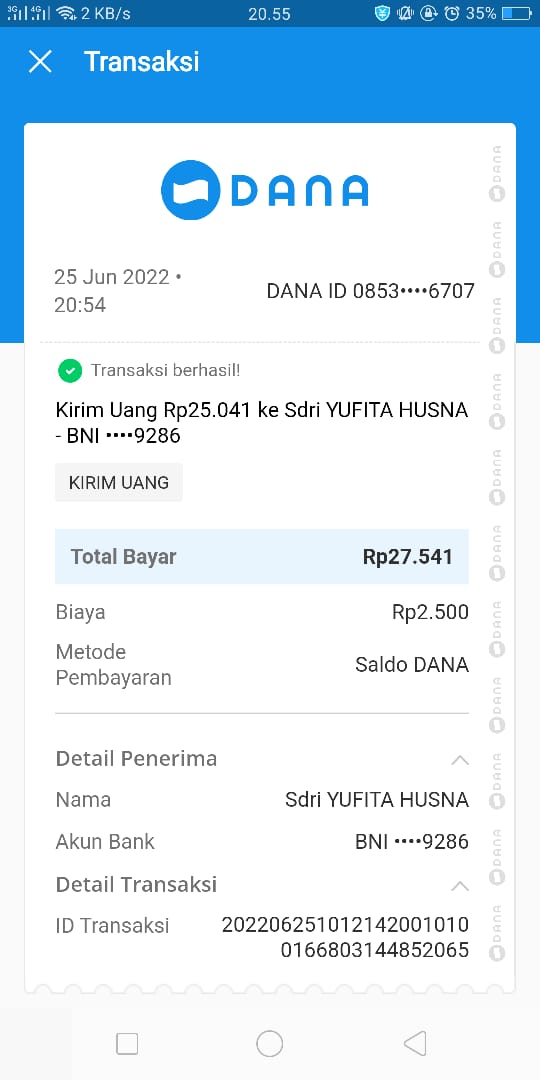 3G 4G 2 KB/s 20.55 35%
Transaksi
DANA
25 Jun 2022 •
20:54
DANA ID 0853••••6707
Transaksi berhasil!
Kirim Uang Rp25.041 ke Sdri YUFITA HUSNA
- BNI ••••9286
KIRIM UANG
Total Bayar Rp27.541
Biaya Rp2.500
Metode
Pembayaran
Saldo DANA
Detail Penerima
Nama Sdri YUFITA HUSNA
Akun Bank BNI ••••9286
Detail Transaksi
ID Transaksi 202206251012142001010
0166803144852065
DANA
DANA
DANA
DANA
DANA
DANA
DANA
DANA
DANA
DANA
DANA